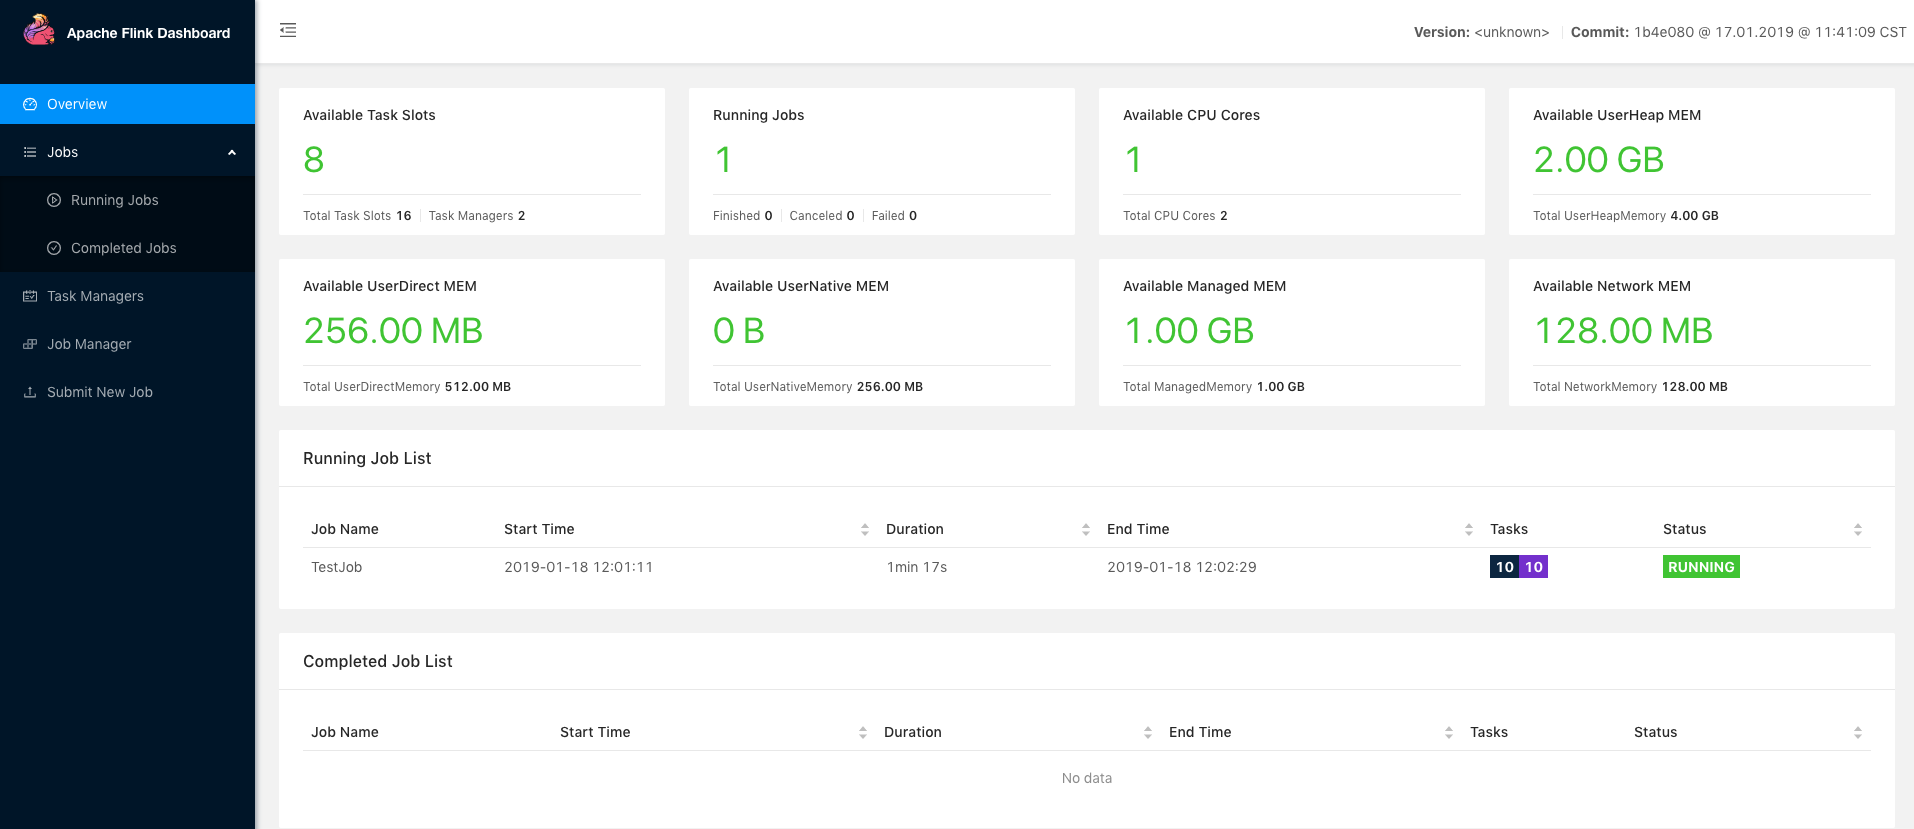 Apache Flink Dashboard
Version: <unknown> Commit: 1b4e080 @ 17.01.2019 @ 11:41:09 CST
Overview
Jobs
Running Jobs
Completed Jobs
Task Managers
Job Manager
Submit New Job
Available Task Slots
8
Total Task Slots 16 Task Managers 2
Running Jobs
1
Finished 0 Canceled 0 Failed 0
Available CPU Cores
1
Total CPU Cores 2
Available UserHeap MEM
2.00 GB
Total UserHeapMemory 4.00 GB
Available UserDirect MEM
256.00 MB
Total UserDirectMemory 512.00 MB
Available UserNative MEM
0 B
Total UserNativeMemory 256.00 MB
Available Managed MEM
1.00 GB
Total ManagedMemory 1.00 GB
Available Network MEM
128.00 MB
Total NetworkMemory 128.00 MB
Running Job List
Job Name Start Time Duration End Time Tasks Status
TestJob 2019-01-18 12:01:11 1min 17s 2019-01-18 12:02:29 10 10 RUNNING
Completed Job List
Job Name Start Time Duration End Time Tasks Status
No data